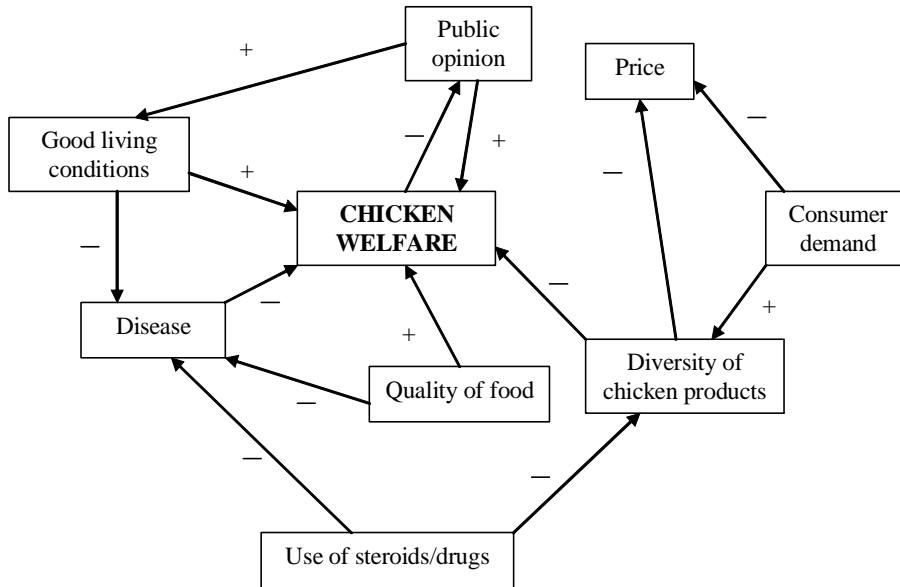 Public
opinion
+
Price
Good living
conditions
+
—
+
—
—
CHICKEN
WELFARE
Consumer
demand
—
—
—
+
Disease
+
Diversity of
chicken products
Quality of food
—
—
—
Use of steroids/drugs